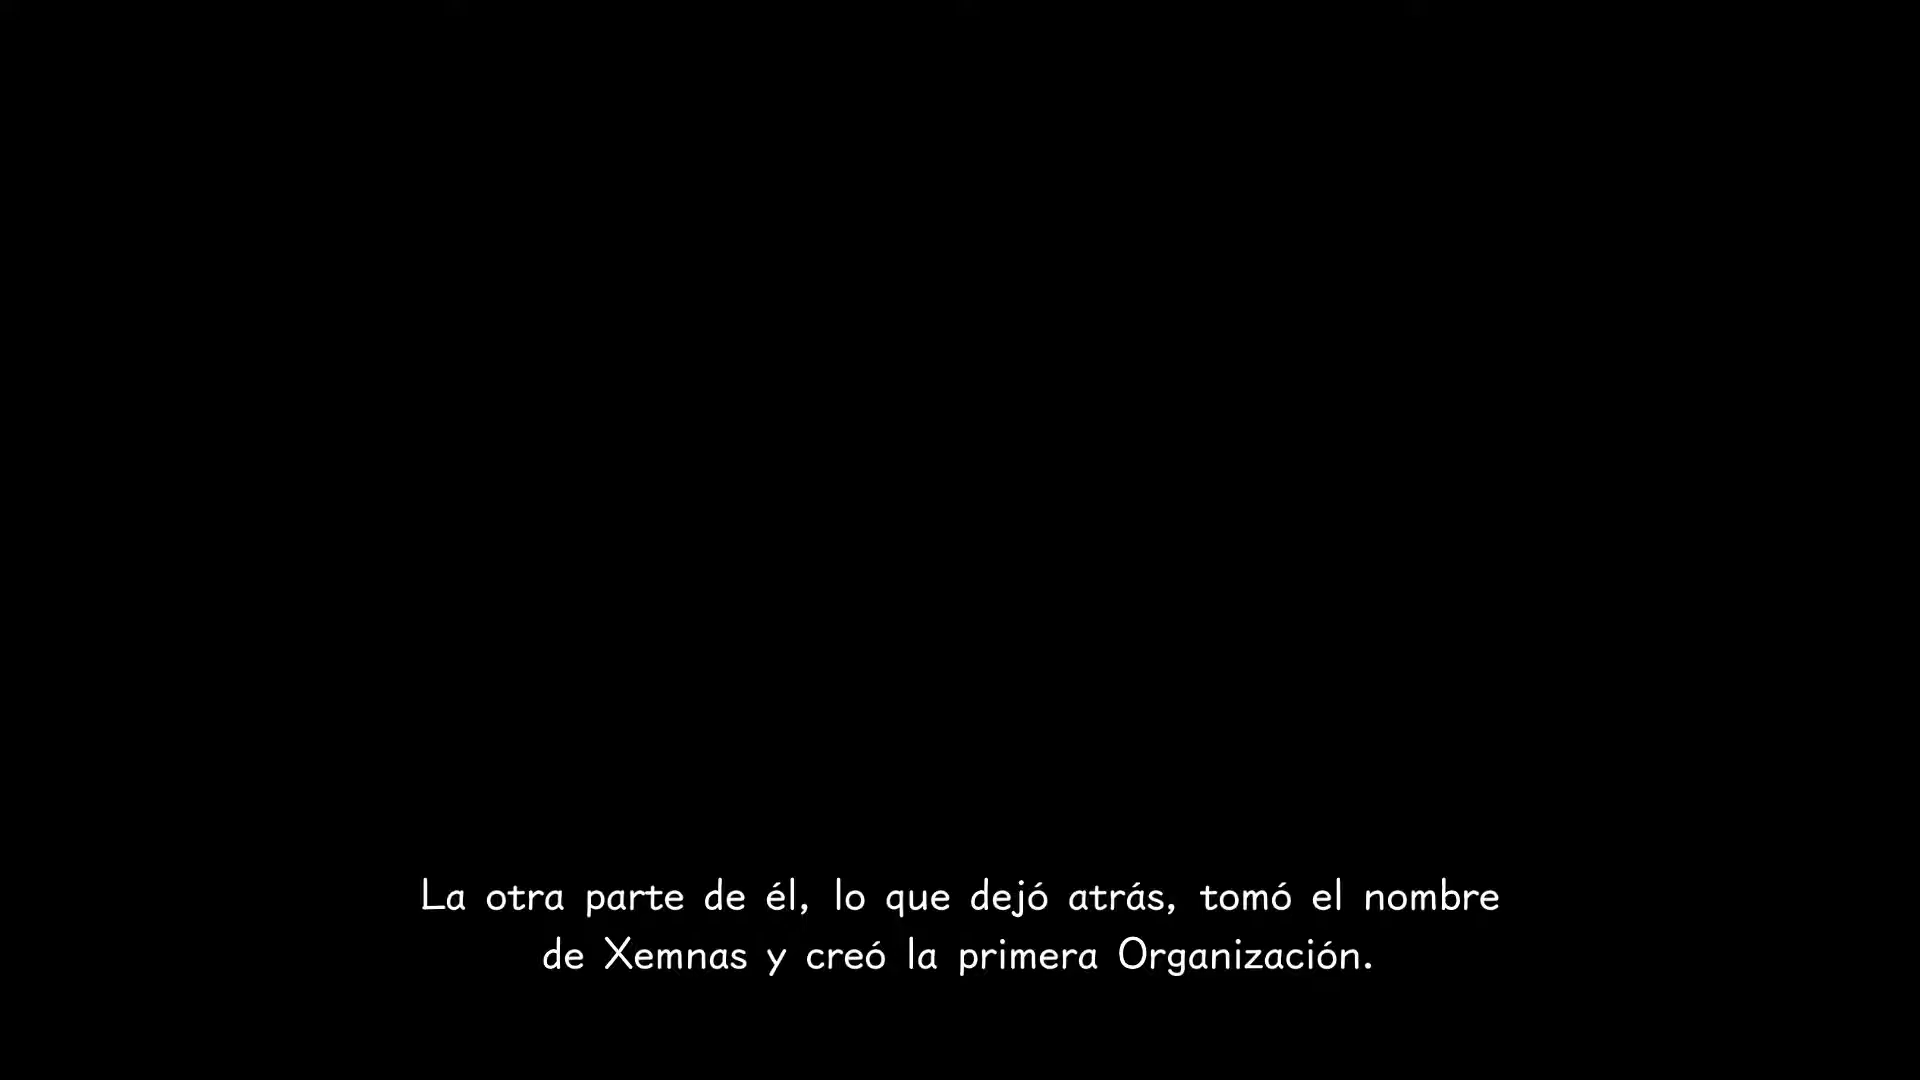 La otra parte de él, lo que dejó atrás, tomó el nombre
de Xemnas y creó la primera Organización.